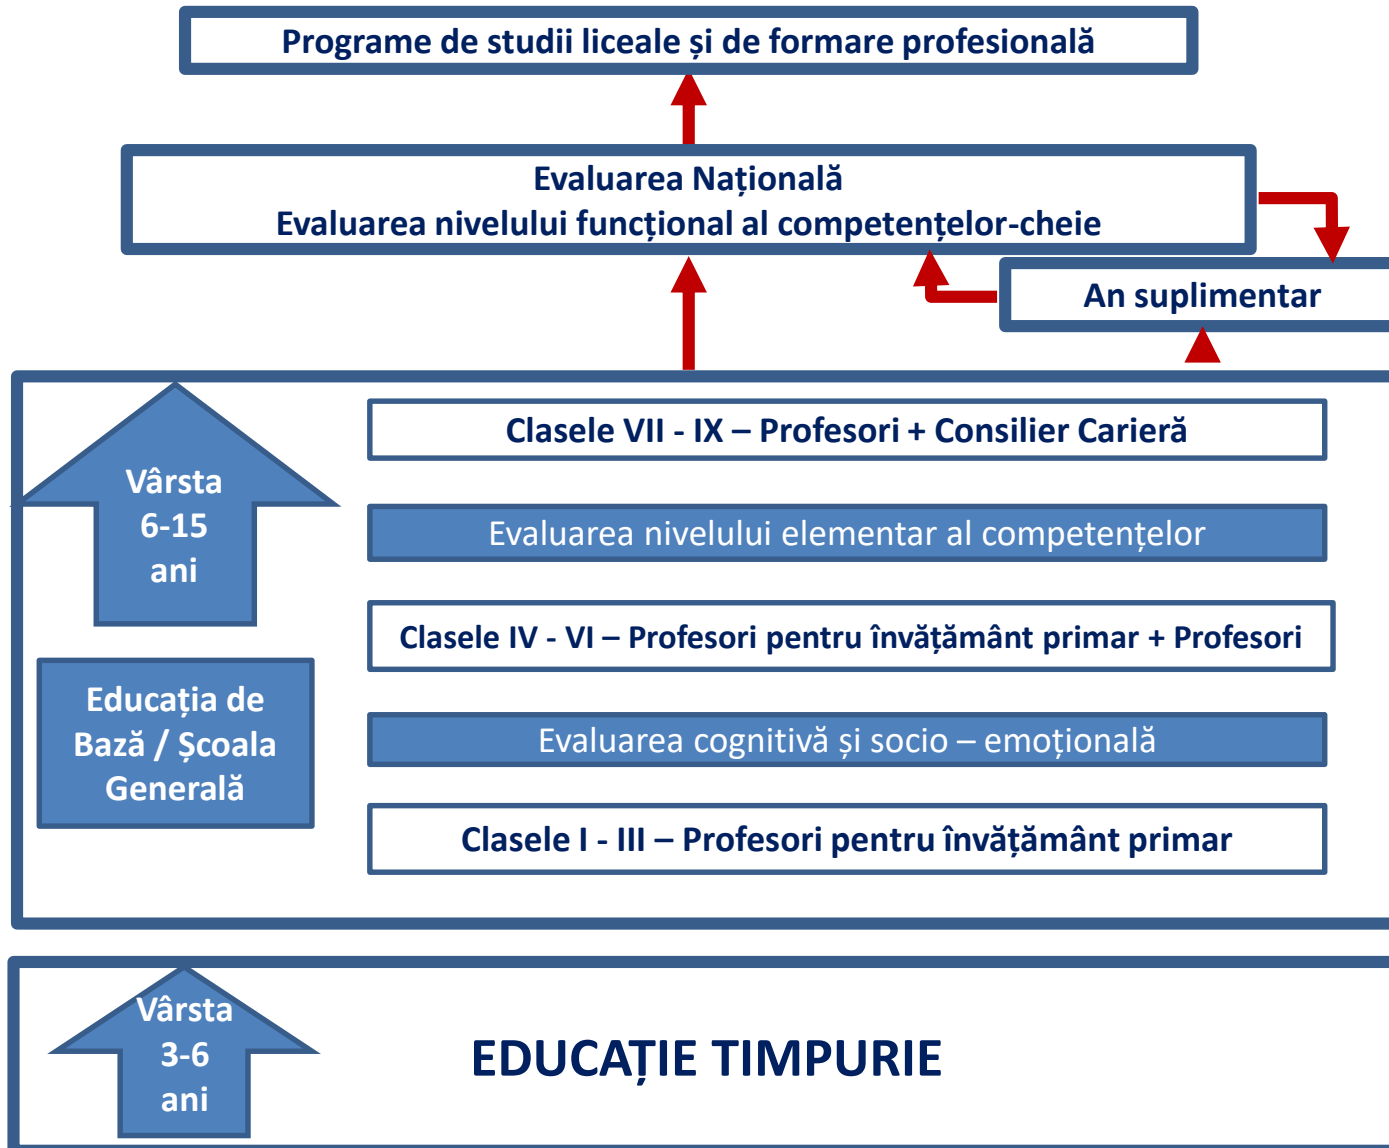 Programe de studii liceale și de formare profesională
Evaluarea Națională
Evaluarea nivelului funcțional al competențelor-cheie
An suplimentar
Vârsta
6-15
ani
Educația de
Bază / Școala
Generală
Clasele VII - IX – Profesori + Consilier Carieră
Evaluarea nivelului elementar al competențelor
Clasele IV - VI – Profesori pentru învățământ primar + Profesori
Evaluarea cognitivă și socio – emoțională
Clasele I - III – Profesori pentru învățământ primar
Vârsta
3-6
ani
EDUCAȚIE TIMPURIE